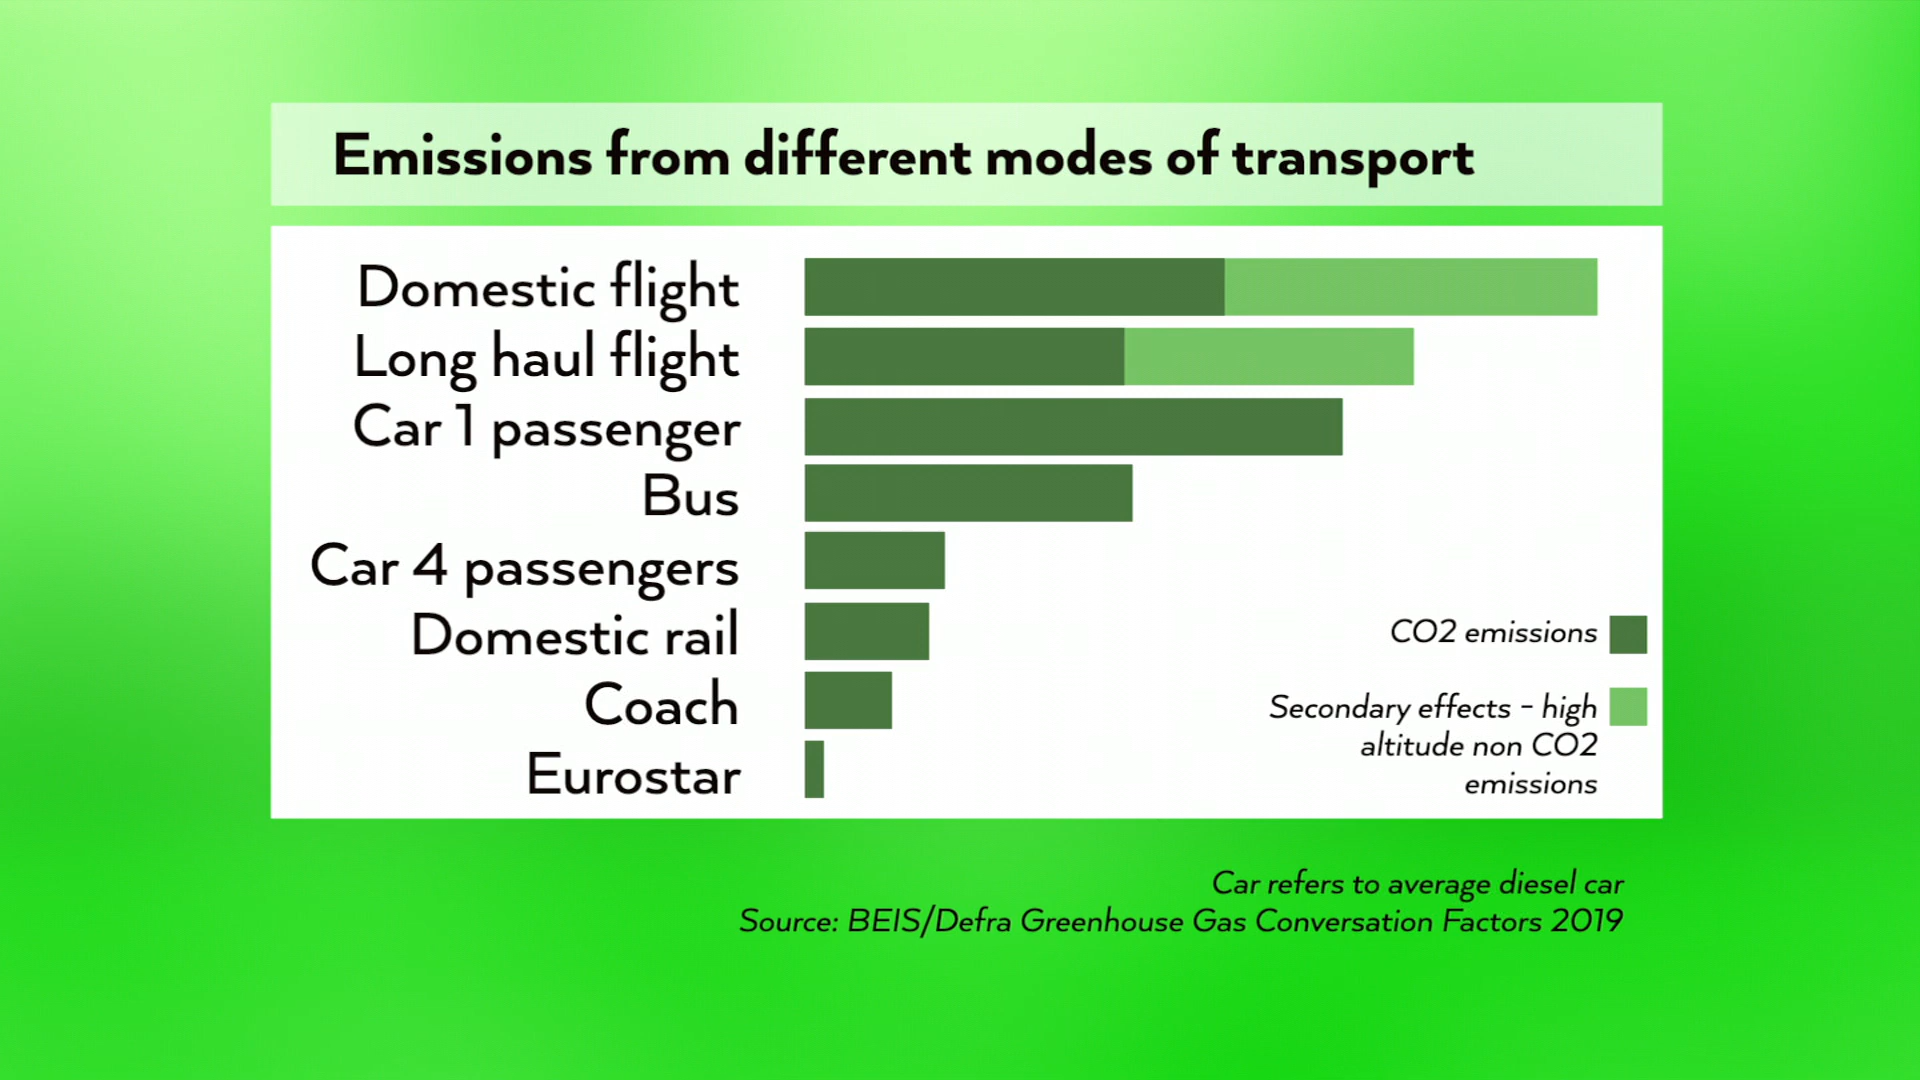 Emissions from different modes of transport
Domestic flight
Long haul flight
Car 1 passenger
Bus
Car 4 passengers
Domestic rail
Coach
Eurostar
CO2 emissions
Secondary effects - high
altitude non CO2
emissions
Car refers to average diesel car
Source: BEIS/Defra Greenhouse Gas Conversation Factors 2019